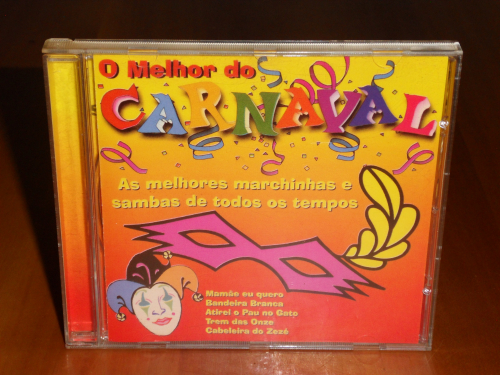 O Melhor do
CARNAVAL
As melhores marchinhas e
sambas de todos os tempos
Mamãe eu quero
Bandeira Branca
Atirei o Pau no Gato
Trem das Onze
Cabeleira do Zezé